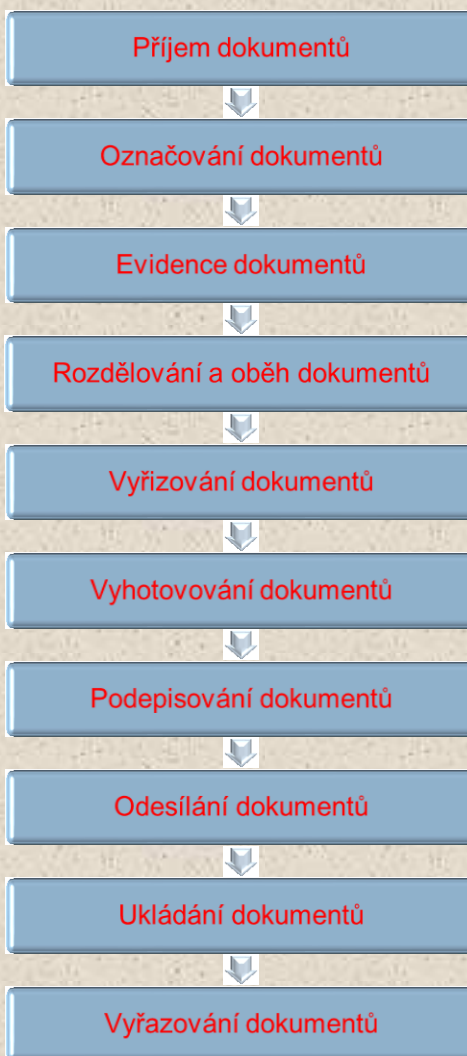 Příjem dokumentů
Označování dokumentů
Evidence dokumentů
Rozdělování a oběh dokumentů
Vyřizování dokumentů
Vyhotovování dokumentů
Podepisování dokumentů
Odesílání dokumentů
Ukládání dokumentů
Vyřazování dokumentů